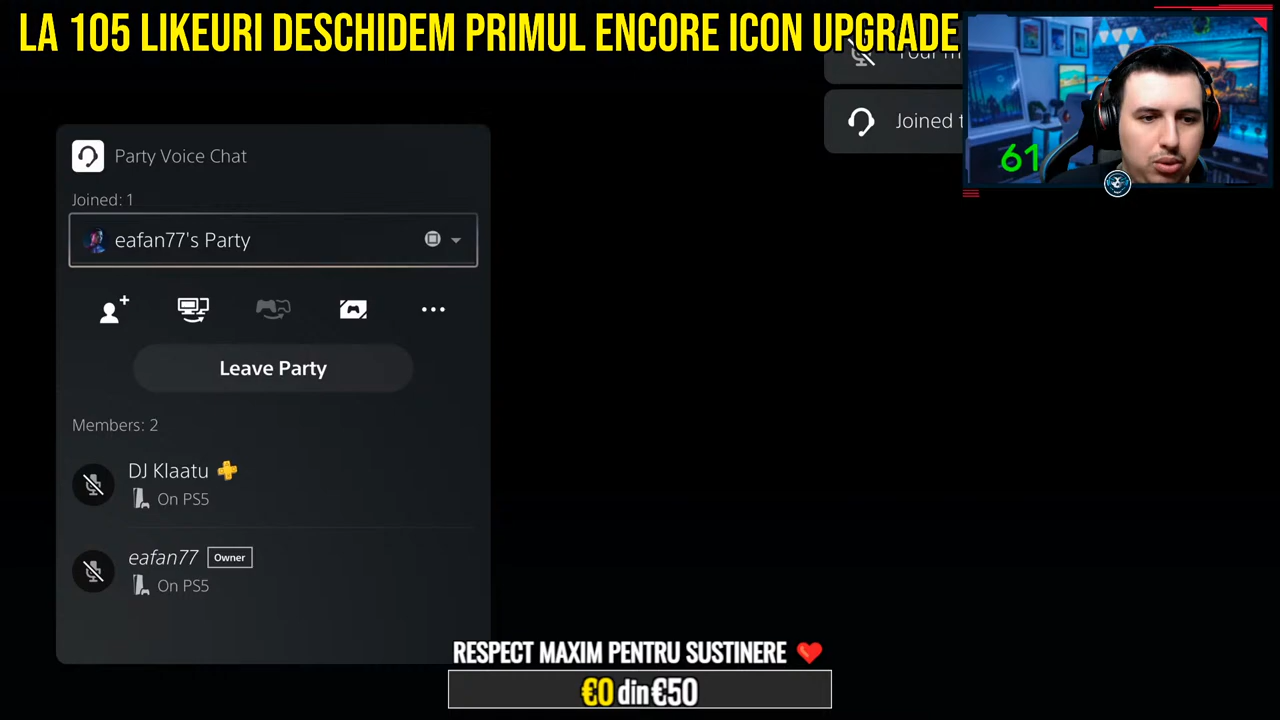 LA 105 LIKEURI DESCHIDEM PRIMUL ENCORE ICON UPGRADE
Joined
61
Party Voice Chat
Joined: 1
eafan77's Party
Leave Party
Members: 2
DJ Klaatu
On PS5
eafan77 Owner
On PS5
RESPECT MAXIM PENTRU SUSTINERE ❤
€0 din €50